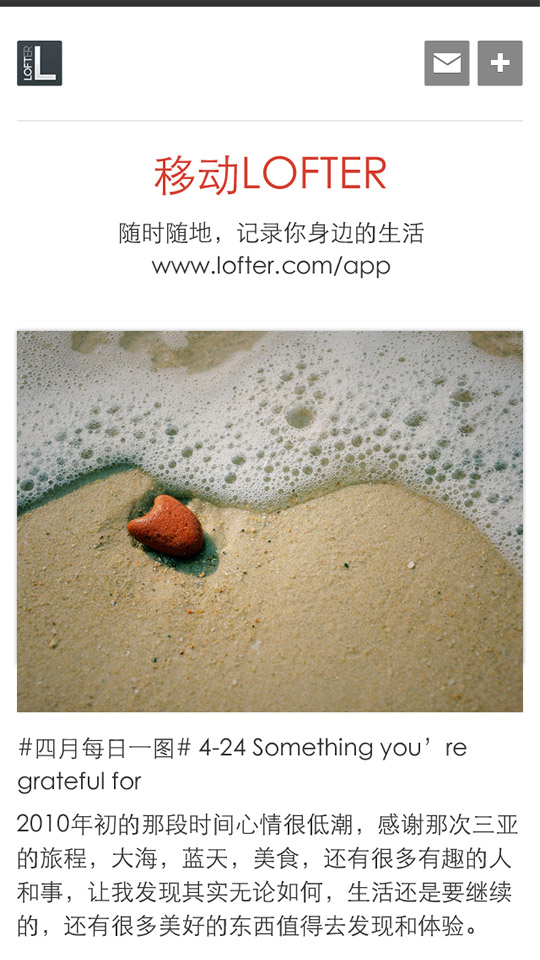 LOFTER
移动LOFTER
随时随地，记录你身边的生活
www.lofter.com/app
#四月每日一图# 4-24 Something you’re
grateful for
2010年初的那段时间心情很低潮，感谢那次三亚
的旅程，大海，蓝天，美食，还有很多有趣的人
和事，让我发现其实无论如何，生活还是要继续
的，还有很多美好的东西值得去发现和体验。